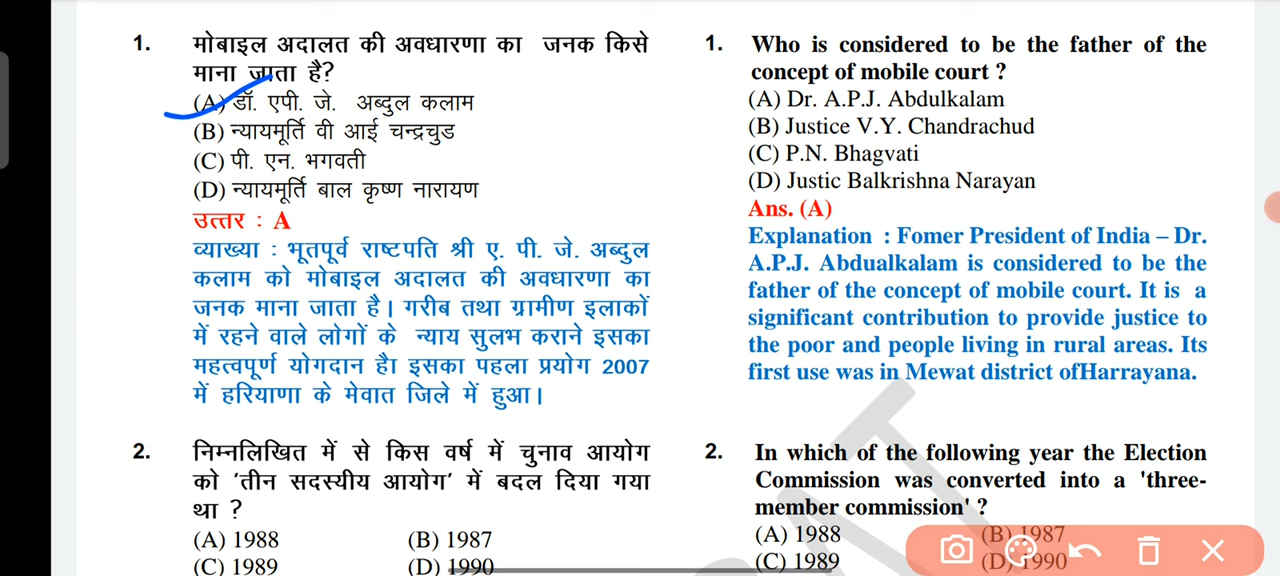 1. मोबाइल अदालत की अवधारणा का जनक किसे
माना जाता है?
(A) डॉ. एपी. जे. अब्दुल कलाम
(B) न्यायमूर्ति वी आई चन्द्रचुड
(C) पी. एन. भगवती
(D) न्यायमूर्ति बाल कृष्ण नारायण
उत्तर : A
व्याख्या : भूतपूर्व राष्टपति श्री ए. पी. जे. अब्दुल
कलाम को मोबाइल अदालत की अवधारणा का
जनक माना जाता है। गरीब तथा ग्रामीण इलाकों
में रहने वाले लोगों के न्याय सुलभ कराने इसका
महत्वपूर्ण योगदान है। इसका पहला प्रयोग 2007
में हरियाणा के मेवात जिले में हुआ।
2. निम्नलिखित में से किस वर्ष में चुनाव आयोग
को 'तीन सदस्यीय आयोग' में बदल दिया गया
था ?
(A) 1988 (B) 1987
(C) 1989 (D) 1990
1. Who is considered to be the father of the
concept of mobile court ?
(A) Dr. A.P.J. Abdulkalam
(B) Justice V.Y. Chandrachud
(C) P.N. Bhagvati
(D) Justic Balkrishna Narayan
Ans. (A)
Explanation : Fomer President of India – Dr.
A.P.J. Abdualkalam is considered to be the
father of the concept of mobile court. It is a
significant contribution to provide justice to
the poor and people living in rural areas. Its
first use was in Mewat district ofHarrayana.
2. In which of the following year the Election
Commission was converted into a 'three-
member commission' ?
(A) 1988 (B) 1987
(C) 1989 (D) 1990